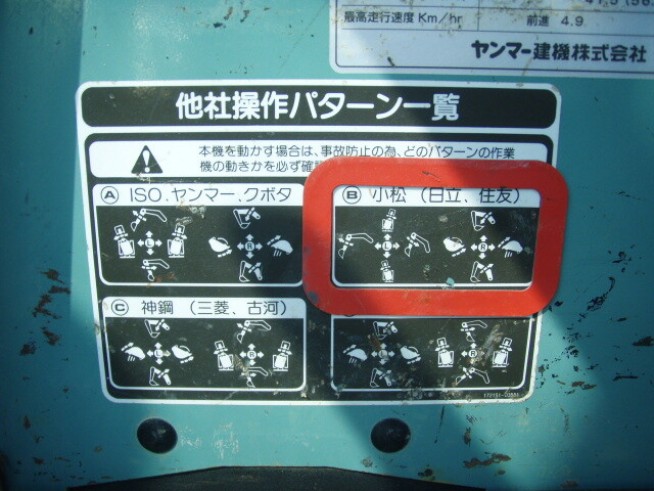 最高走行速度 Km/hr 前進 4.9
ヤンマー建機株式会社
他社操作パターン一覧
本機を動かす場合は、事故防止の為、どのパターンの作業
機の動きかを必ず確認
Ⓐ ISO、ヤンマー、クボタ
Ⓑ 小松 (日立、住友)
L R
L R
Ⓒ 神鋼 (三菱、古河)
L R
L R